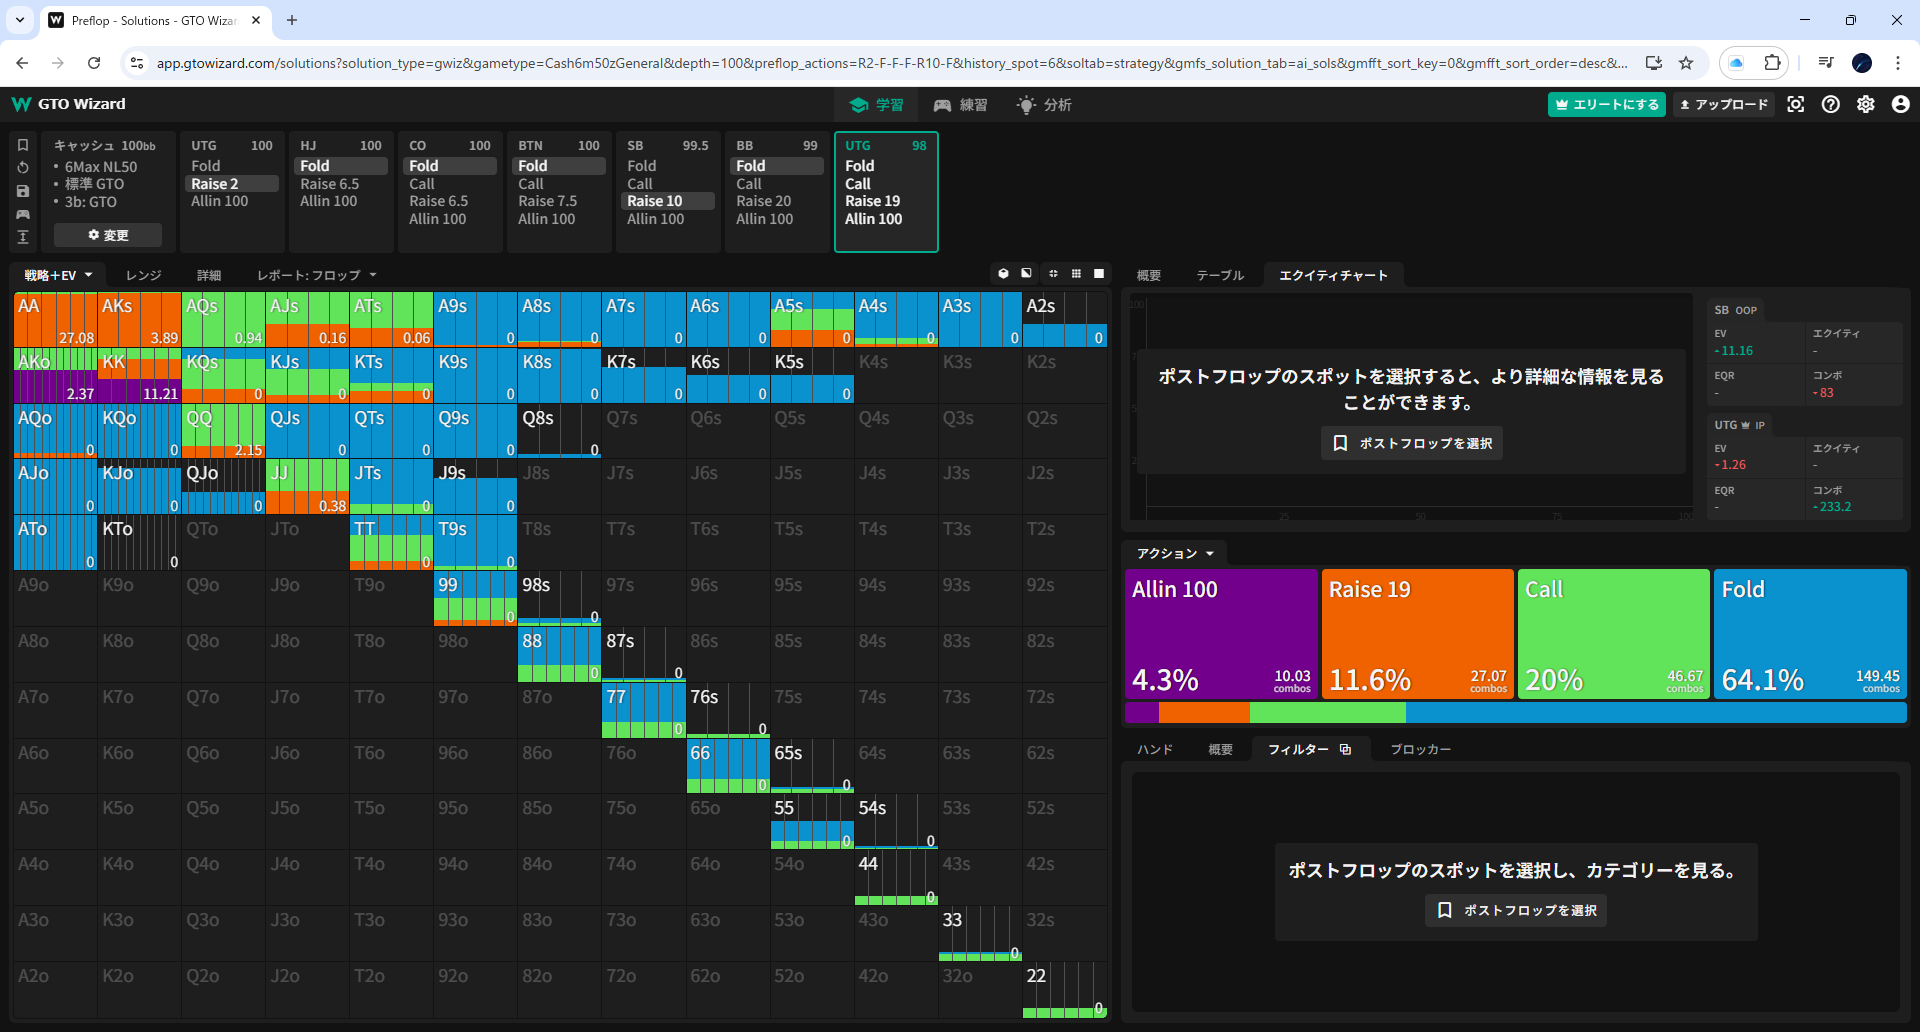 Preflop - Solutions - GTO Wizar
app.gtowizard.com/solutions?solution_type=gwiz&gametype=Cash6m50zGeneral&depth=100&preflop_actions=R2-F-F-F-R10-F&history_spot=6&soltab=strategy&gmfs_solution_tab=ai_sols&gmfft_sort_key=0&gmfft_sort_order=desc&...
GTO Wizard
学習 練習 分析
エリートにする アップロード
キャッシュ 100bb
• 6Max NL50
• 標準 GTO
• 3b: GTO
変更
UTG 100
Fold
Raise 2
Allin 100
HJ 100
Fold
Raise 6.5
Allin 100
CO 100
Fold
Call
Raise 6.5
Allin 100
BTN 100
Fold
Call
Raise 7.5
Allin 100
SB 99.5
Fold
Call
Raise 10
Allin 100
BB 99
Fold
Call
Raise 20
Allin 100
UTG 98
Fold
Call
Raise 19
Allin 100
戦略+EV レンジ 詳細 レポート: フロップ
AA AKs AQs AJs ATs A9s A8s A7s A6s A5s A4s A3s A2s
27.08 3.89 0.94 0.16 0.06 0 0 0 0 0 0 0 0
AKo KK KQs KJs KTs K9s K8s K7s K6s K5s K4s K3s K2s
2.37 11.21 0 0 0 0 0 0 0 0
AQo KQo QQ QJs QTs Q9s Q8s Q7s Q6s Q5s Q4s Q3s Q2s
0 0 2.15 0 0 0 0
AJo KJo QJo JJ JTs J9s J8s J7s J6s J5s J4s J3s J2s
0 0 0 0.38 0 0
ATo KTo QTo JTo TT T9s T8s T7s T6s T5s T4s T3s T2s
0 0 0 0
A9o K9o Q9o J9o T9o 99 98s 97s 96s 95s 94s 93s 92s
0 0
A8o K8o Q8o J8o T8o 98o 88 87s 86s 85s 84s 83s 82s
0 0
A7o K7o Q7o J7o T7o 97o 87o 77 76s 75s 74s 73s 72s
0 0
A6o K6o Q6o J6o T6o 96o 86o 76o 66 65s 64s 63s 62s
0 0
A5o K5o Q5o J5o T5o 95o 85o 75o 65o 55 54s 53s 52s
0 0
A4o K4o Q4o J4o T4o 94o 84o 74o 64o 54o 44 43s 42s
0
A3o K3o Q3o J3o T3o 93o 83o 73o 63o 53o 43o 33 32s
0
A2o K2o Q2o J2o T2o 92o 82o 72o 62o 52o 42o 32o 22
0
概要 テーブル エクイティチャート
100
ポストフロップのスポットを選択すると、より詳細な情報を見る
ことができます。
ポストフロップを選択
25 50 75 100
SB OOP
EV エクイティ
-11.16 -
EQR コンボ
- -83
UTG IP
EV エクイティ
-1.26 -
EQR コンボ
- -233.2
アクション
Allin 100
4.3% 10.03 combos
Raise 19
11.6% 27.07 combos
Call
20% 46.67 combos
Fold
64.1% 149.45 combos
ハンド 概要 フィルター ブロッカー
ポストフロップのスポットを選択し、カテゴリーを見る。
ポストフロップを選択